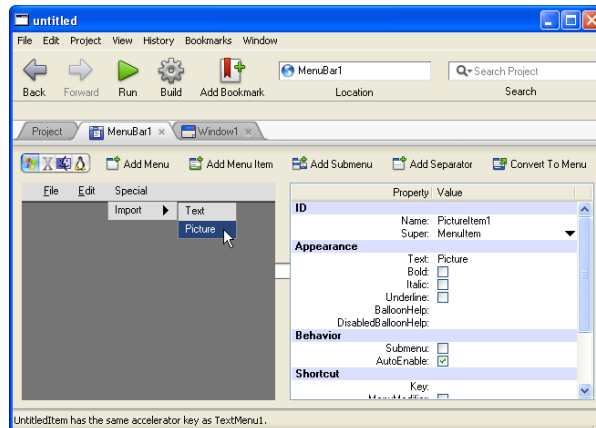 untitled
File Edit Project View History Bookmarks Window
MenuBar1
Search Project
Back Forward Run Build Add Bookmark Location Search
Project MenuBar1 × Window1 ×
Add Menu Add Menu Item Add Submenu Add Separator Convert To Menu
File Edit Special
Import Text
Picture
Property Value
ID
Name: PictureItem1
Super: MenuItem
Appearance
Text: Picture
Bold:
Italic:
Underline:
BalloonHelp:
DisabledBalloonHelp:
Behavior
Submenu:
AutoEnable:
Shortcut
Key:
UntitledItem has the same accelerator key as TextMenu1.